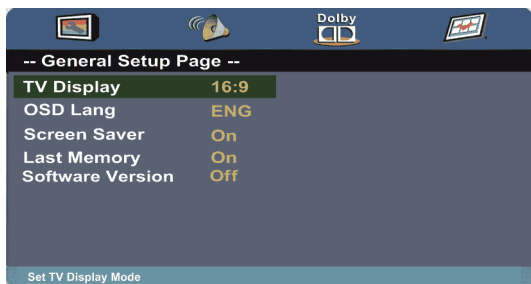 Dolby
-- General Setup Page --
TV Display 16:9
OSD Lang ENG
Screen Saver On
Last Memory On
Software Version Off
Set TV Display Mode